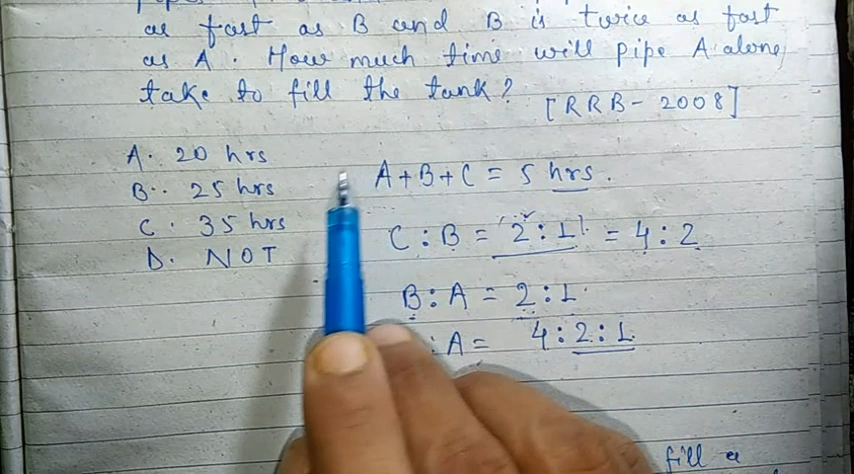 as fast as B and B is twice as fast
as A. How much time will pipe A alone
take to fill the tank?
[RRB- 2008]
A. 20 hrs
B. 25 hrs
C. 35 hrs
D. NOT
A+B+C = 5 hrs.
C : B = 2 : 1 = 4 : 2
B : A = 2 : 1
: A = 4 : 2 : 1
fill a